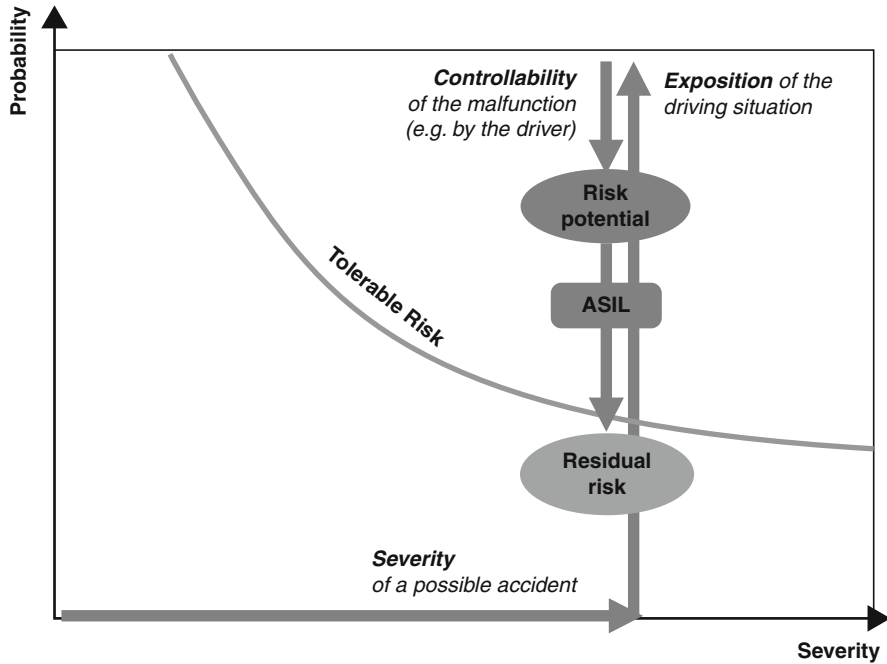 Probability
Controllability
of the malfunction
(e.g. by the driver)
Exposition of the
driving situation
Risk
potential
ASIL
Tolerable Risk
Residual
risk
Severity
of a possible accident
Severity